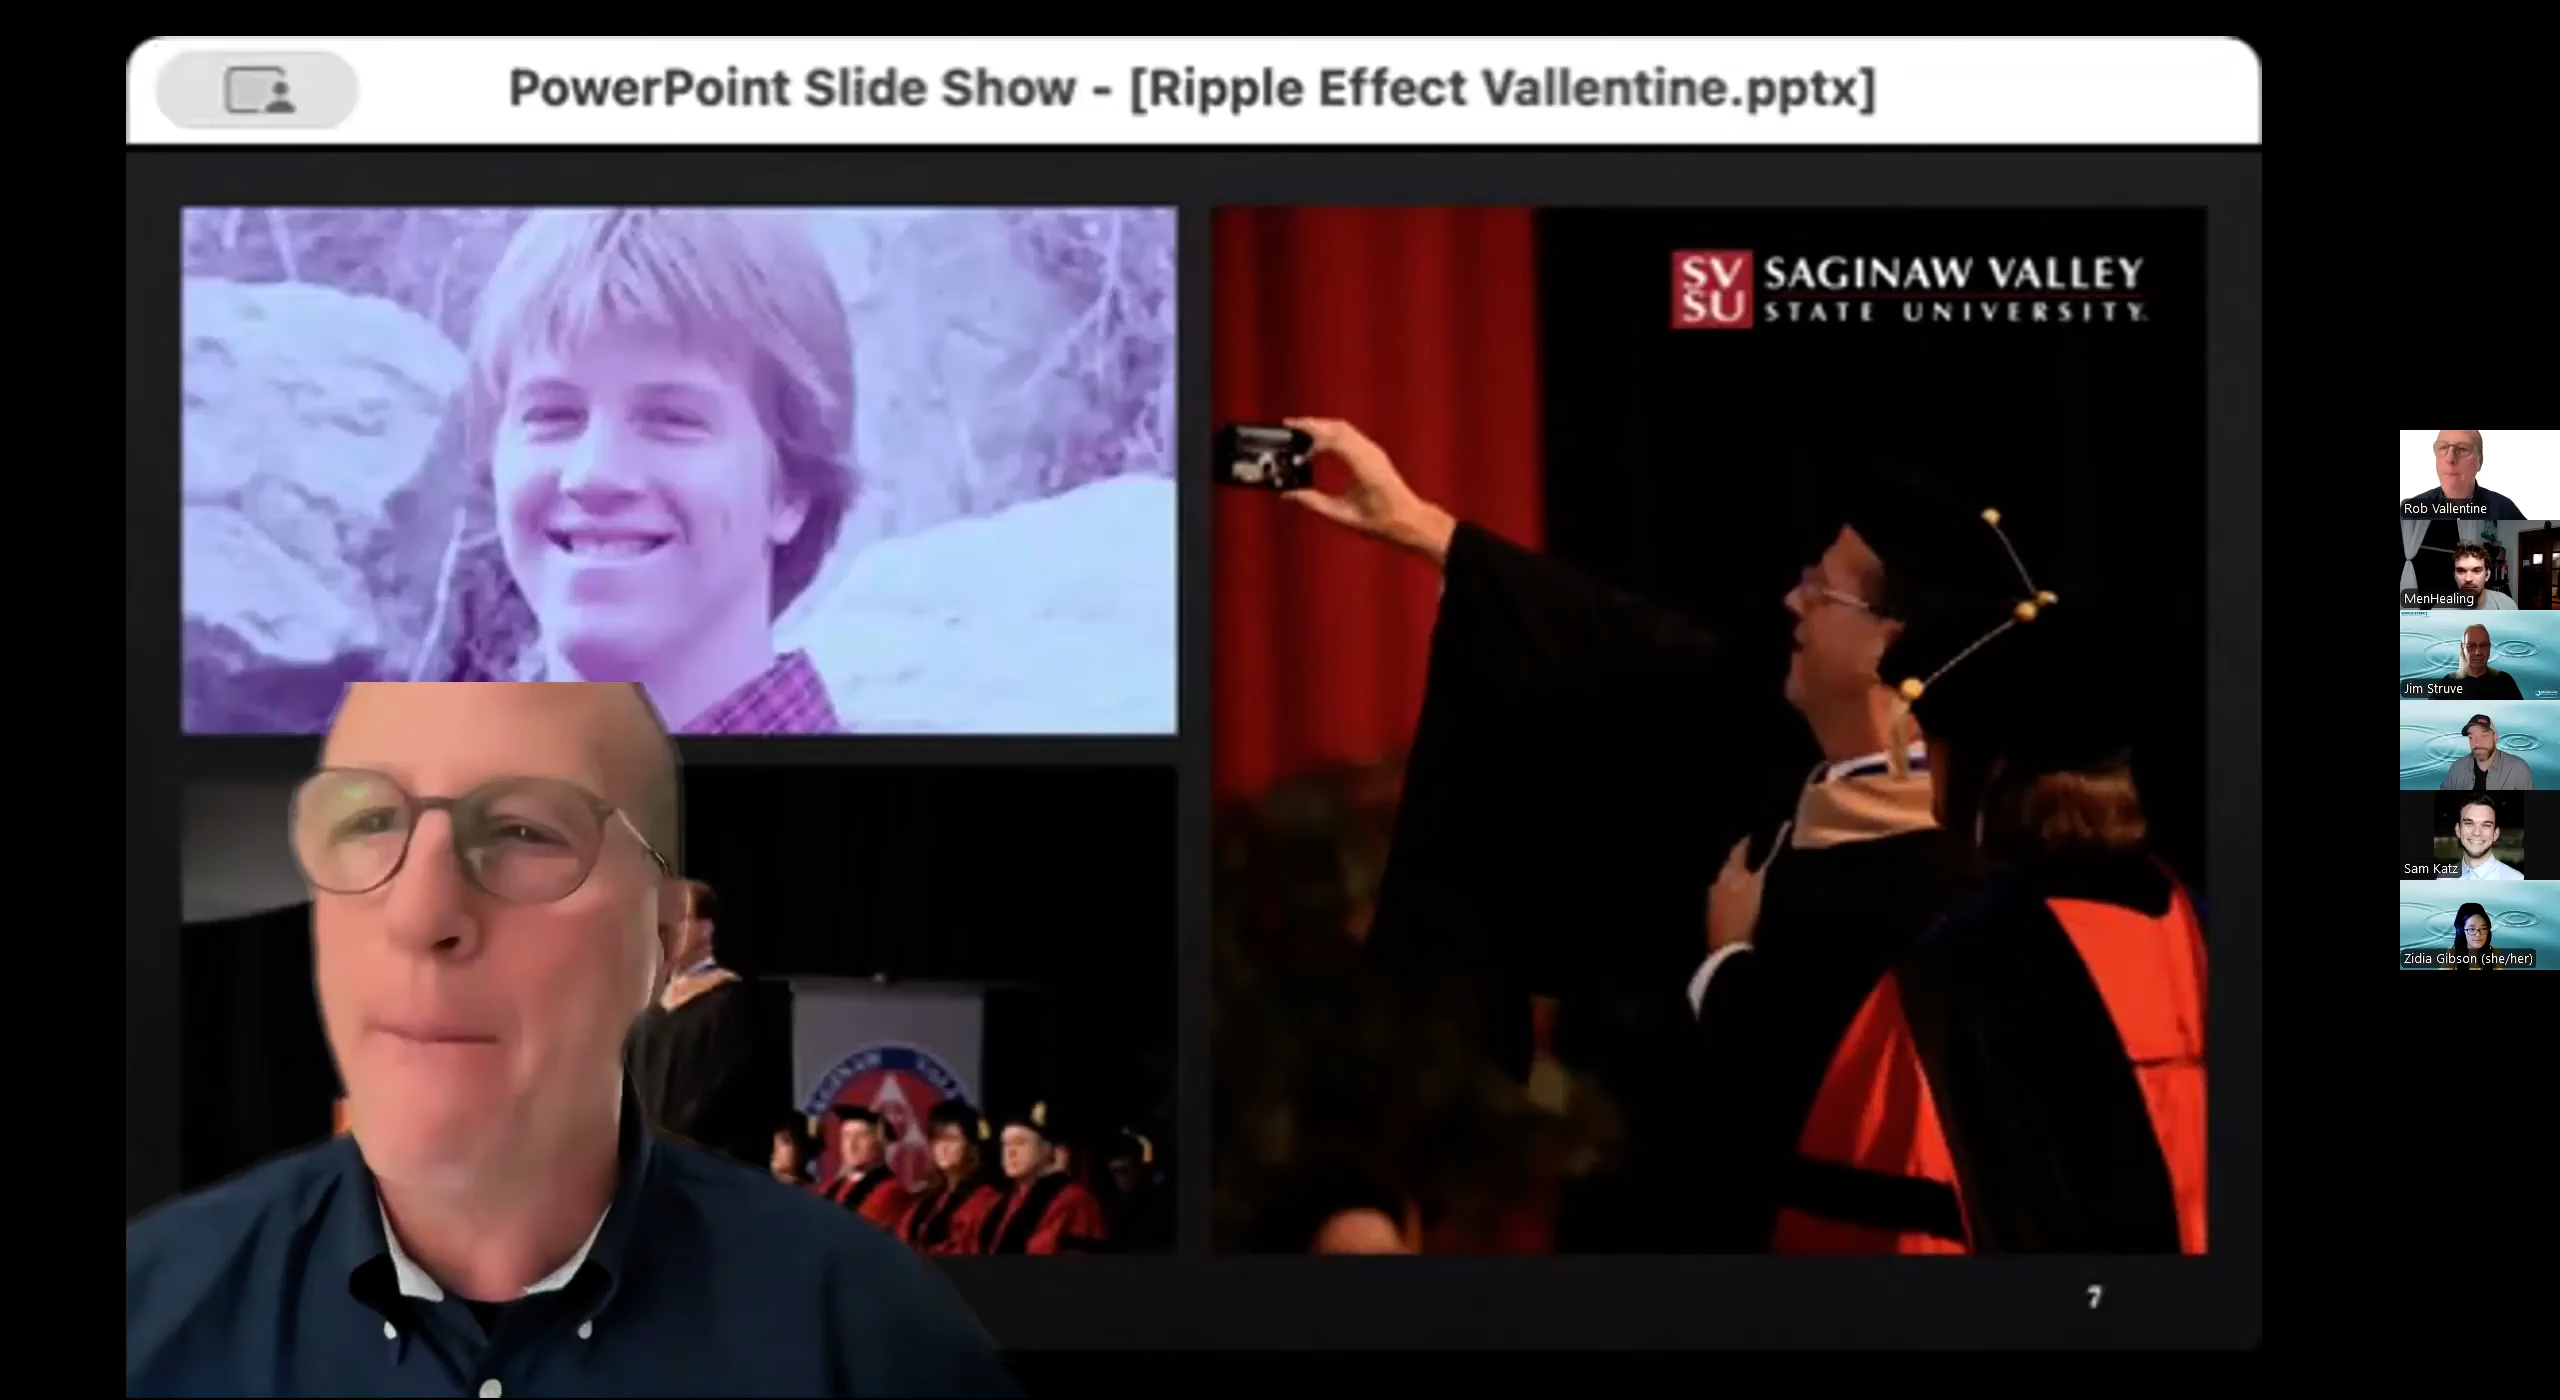 PowerPoint Slide Show - [Ripple Effect Vallentine.pptx]
SV
SU
SAGINAW VALLEY
STATE UNIVERSITY.
SAGINAW
7
Rob Vallentine
MenHealing
Jim Struve
Sam Katz
Zidia Gibson (she/her)